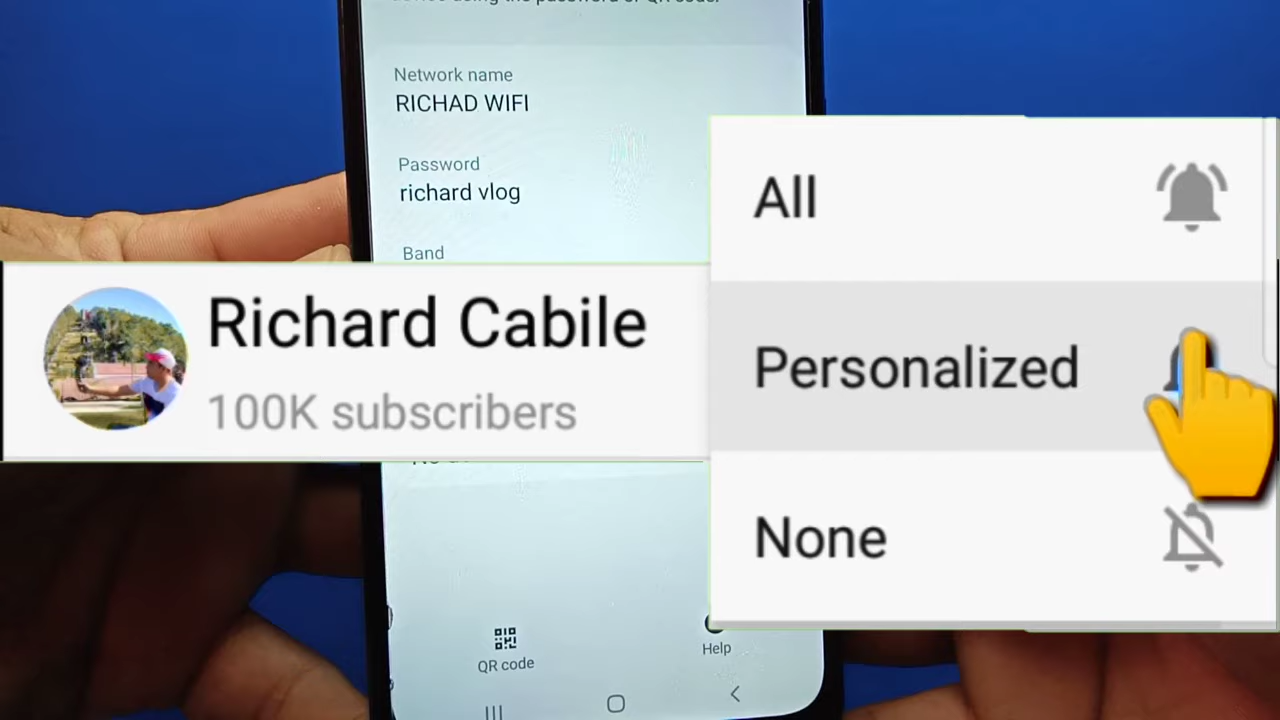 Network name
RICHAD WIFI
Password
richard vlog
Band
Richard Cabile
100K subscribers
All
Personalized
None
QR code
Help